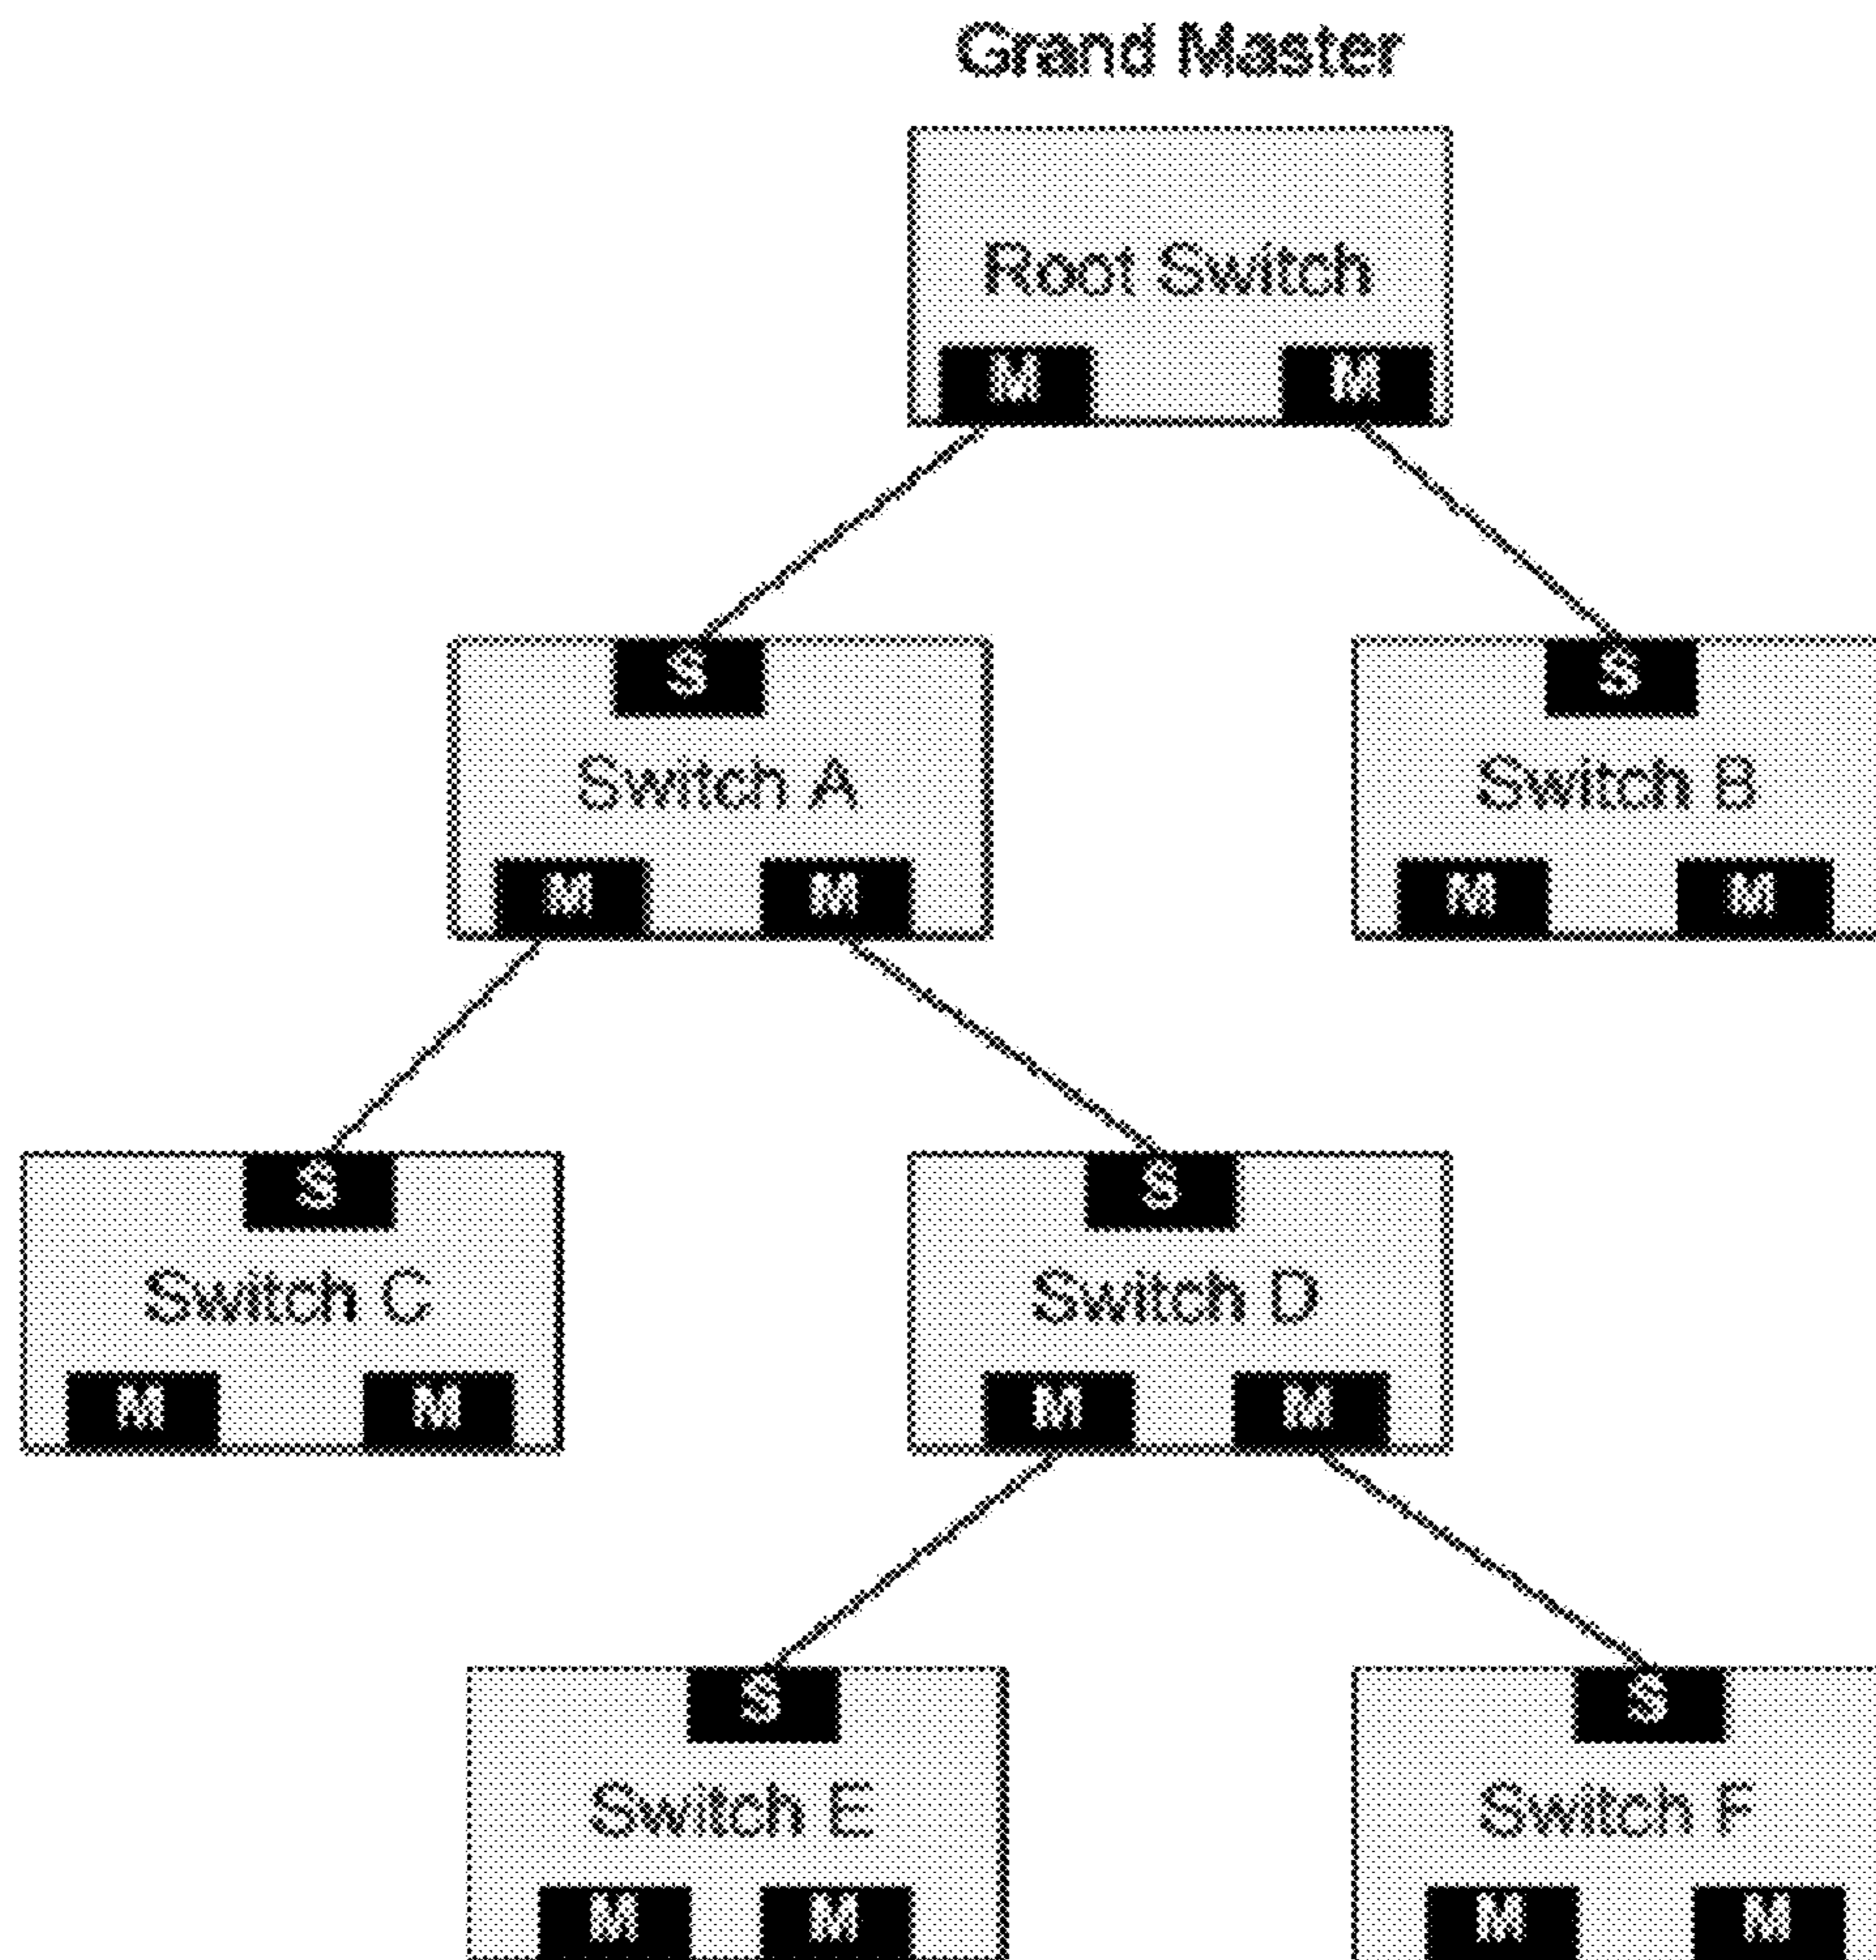 Grand Master
Root Switch
M M
S S
Switch A Switch B
M M M M
S S
Switch C Switch D
M M M M
S S
Switch E Switch F
M M M M